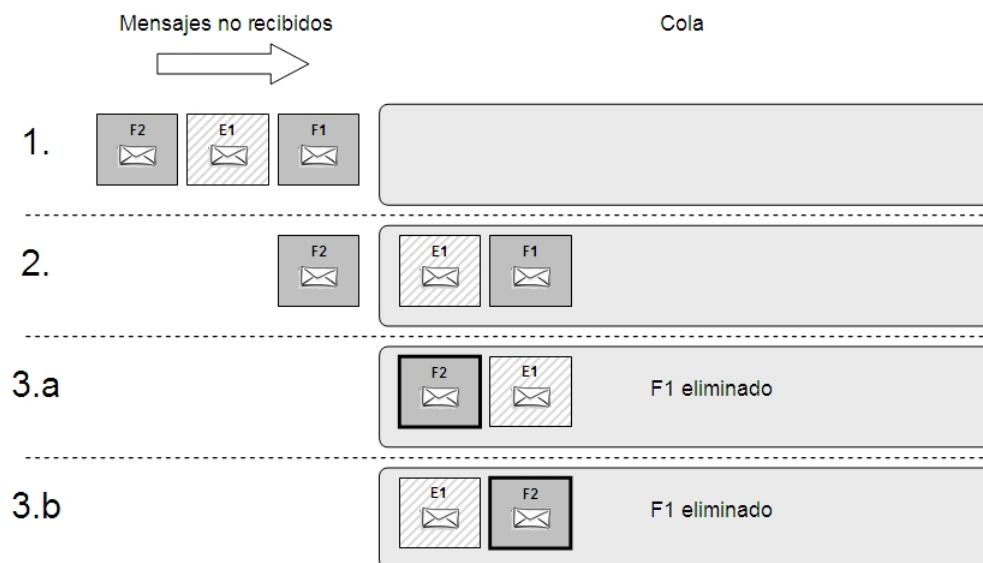 Mensajes no recibidos
Cola
1.
F2
E1
F1
2.
F2
E1
F1
3.a
F2
E1
F1 eliminado
3.b
E1
F2
F1 eliminado